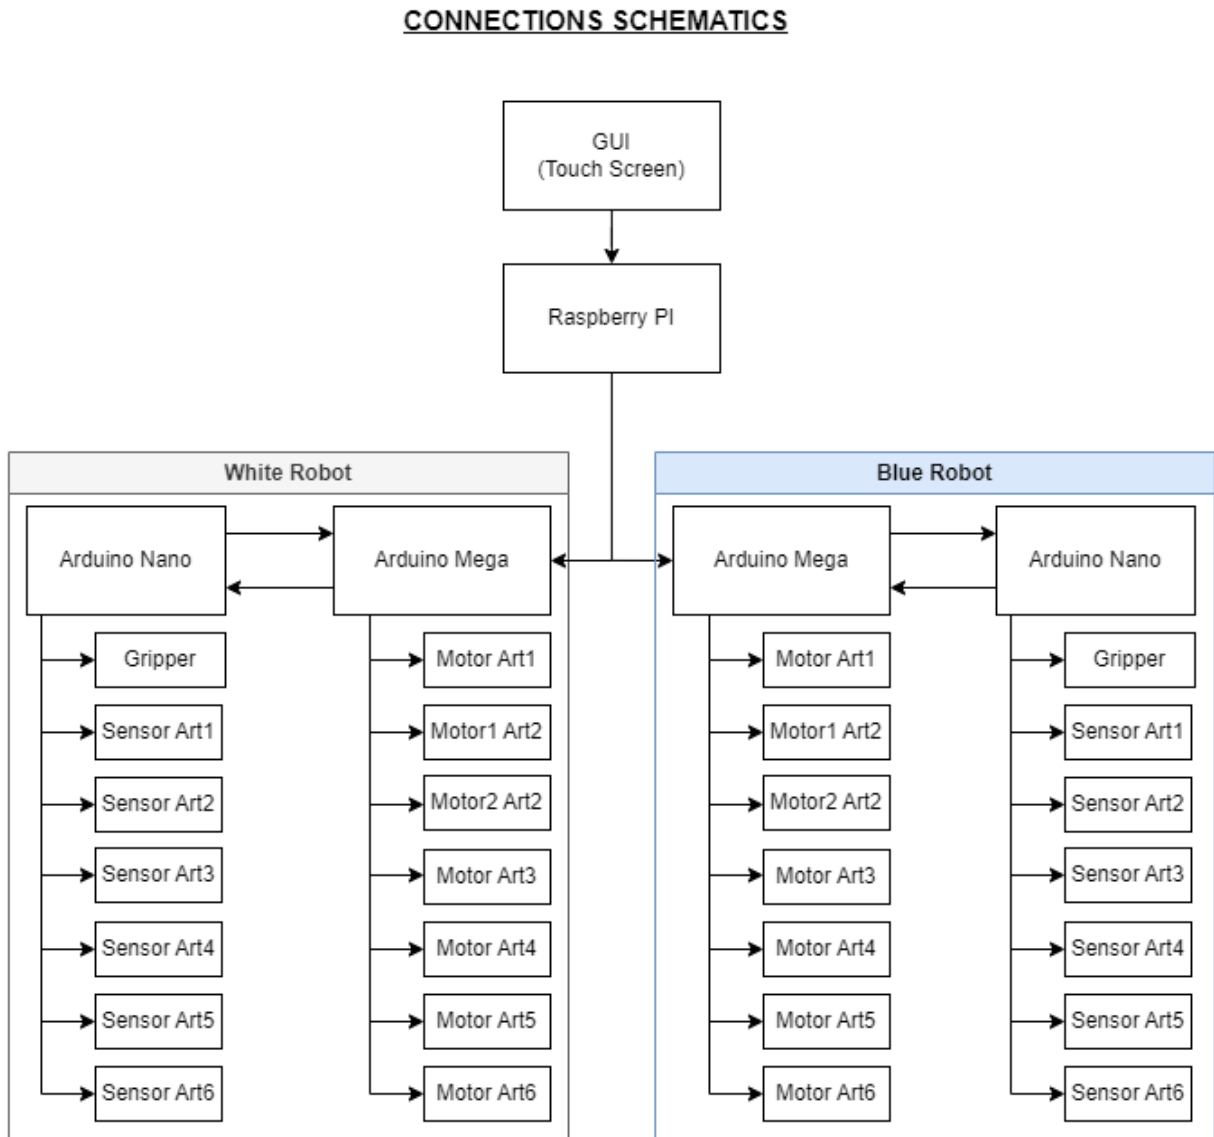 CONNECTIONS SCHEMATICS
GUI
(Touch Screen)
Raspberry PI
White Robot
Arduino Nano
Arduino Mega
Gripper
Motor Art1
Sensor Art1
Motor1 Art2
Sensor Art2
Motor2 Art2
Sensor Art3
Motor Art3
Sensor Art4
Motor Art4
Sensor Art5
Motor Art5
Sensor Art6
Motor Art6
Blue Robot
Arduino Mega
Arduino Nano
Motor Art1
Gripper
Motor1 Art2
Sensor Art1
Motor2 Art2
Sensor Art2
Motor Art3
Sensor Art3
Motor Art4
Sensor Art4
Motor Art5
Sensor Art5
Motor Art6
Sensor Art6